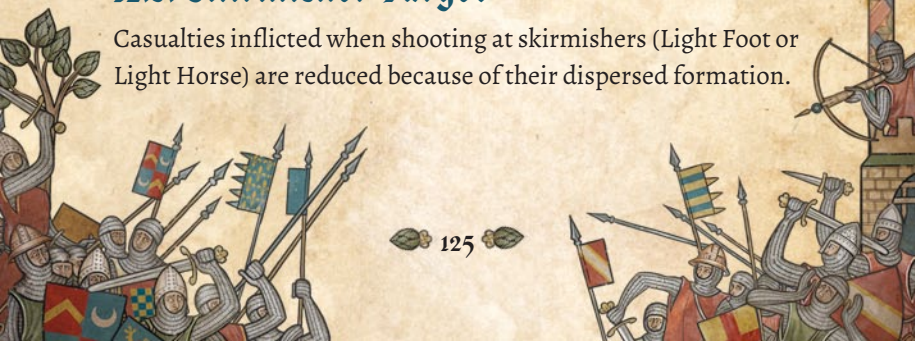 Casualties inflicted when shooting at skirmishers (Light Foot or
Light Horse) are reduced because of their dispersed formation.
125